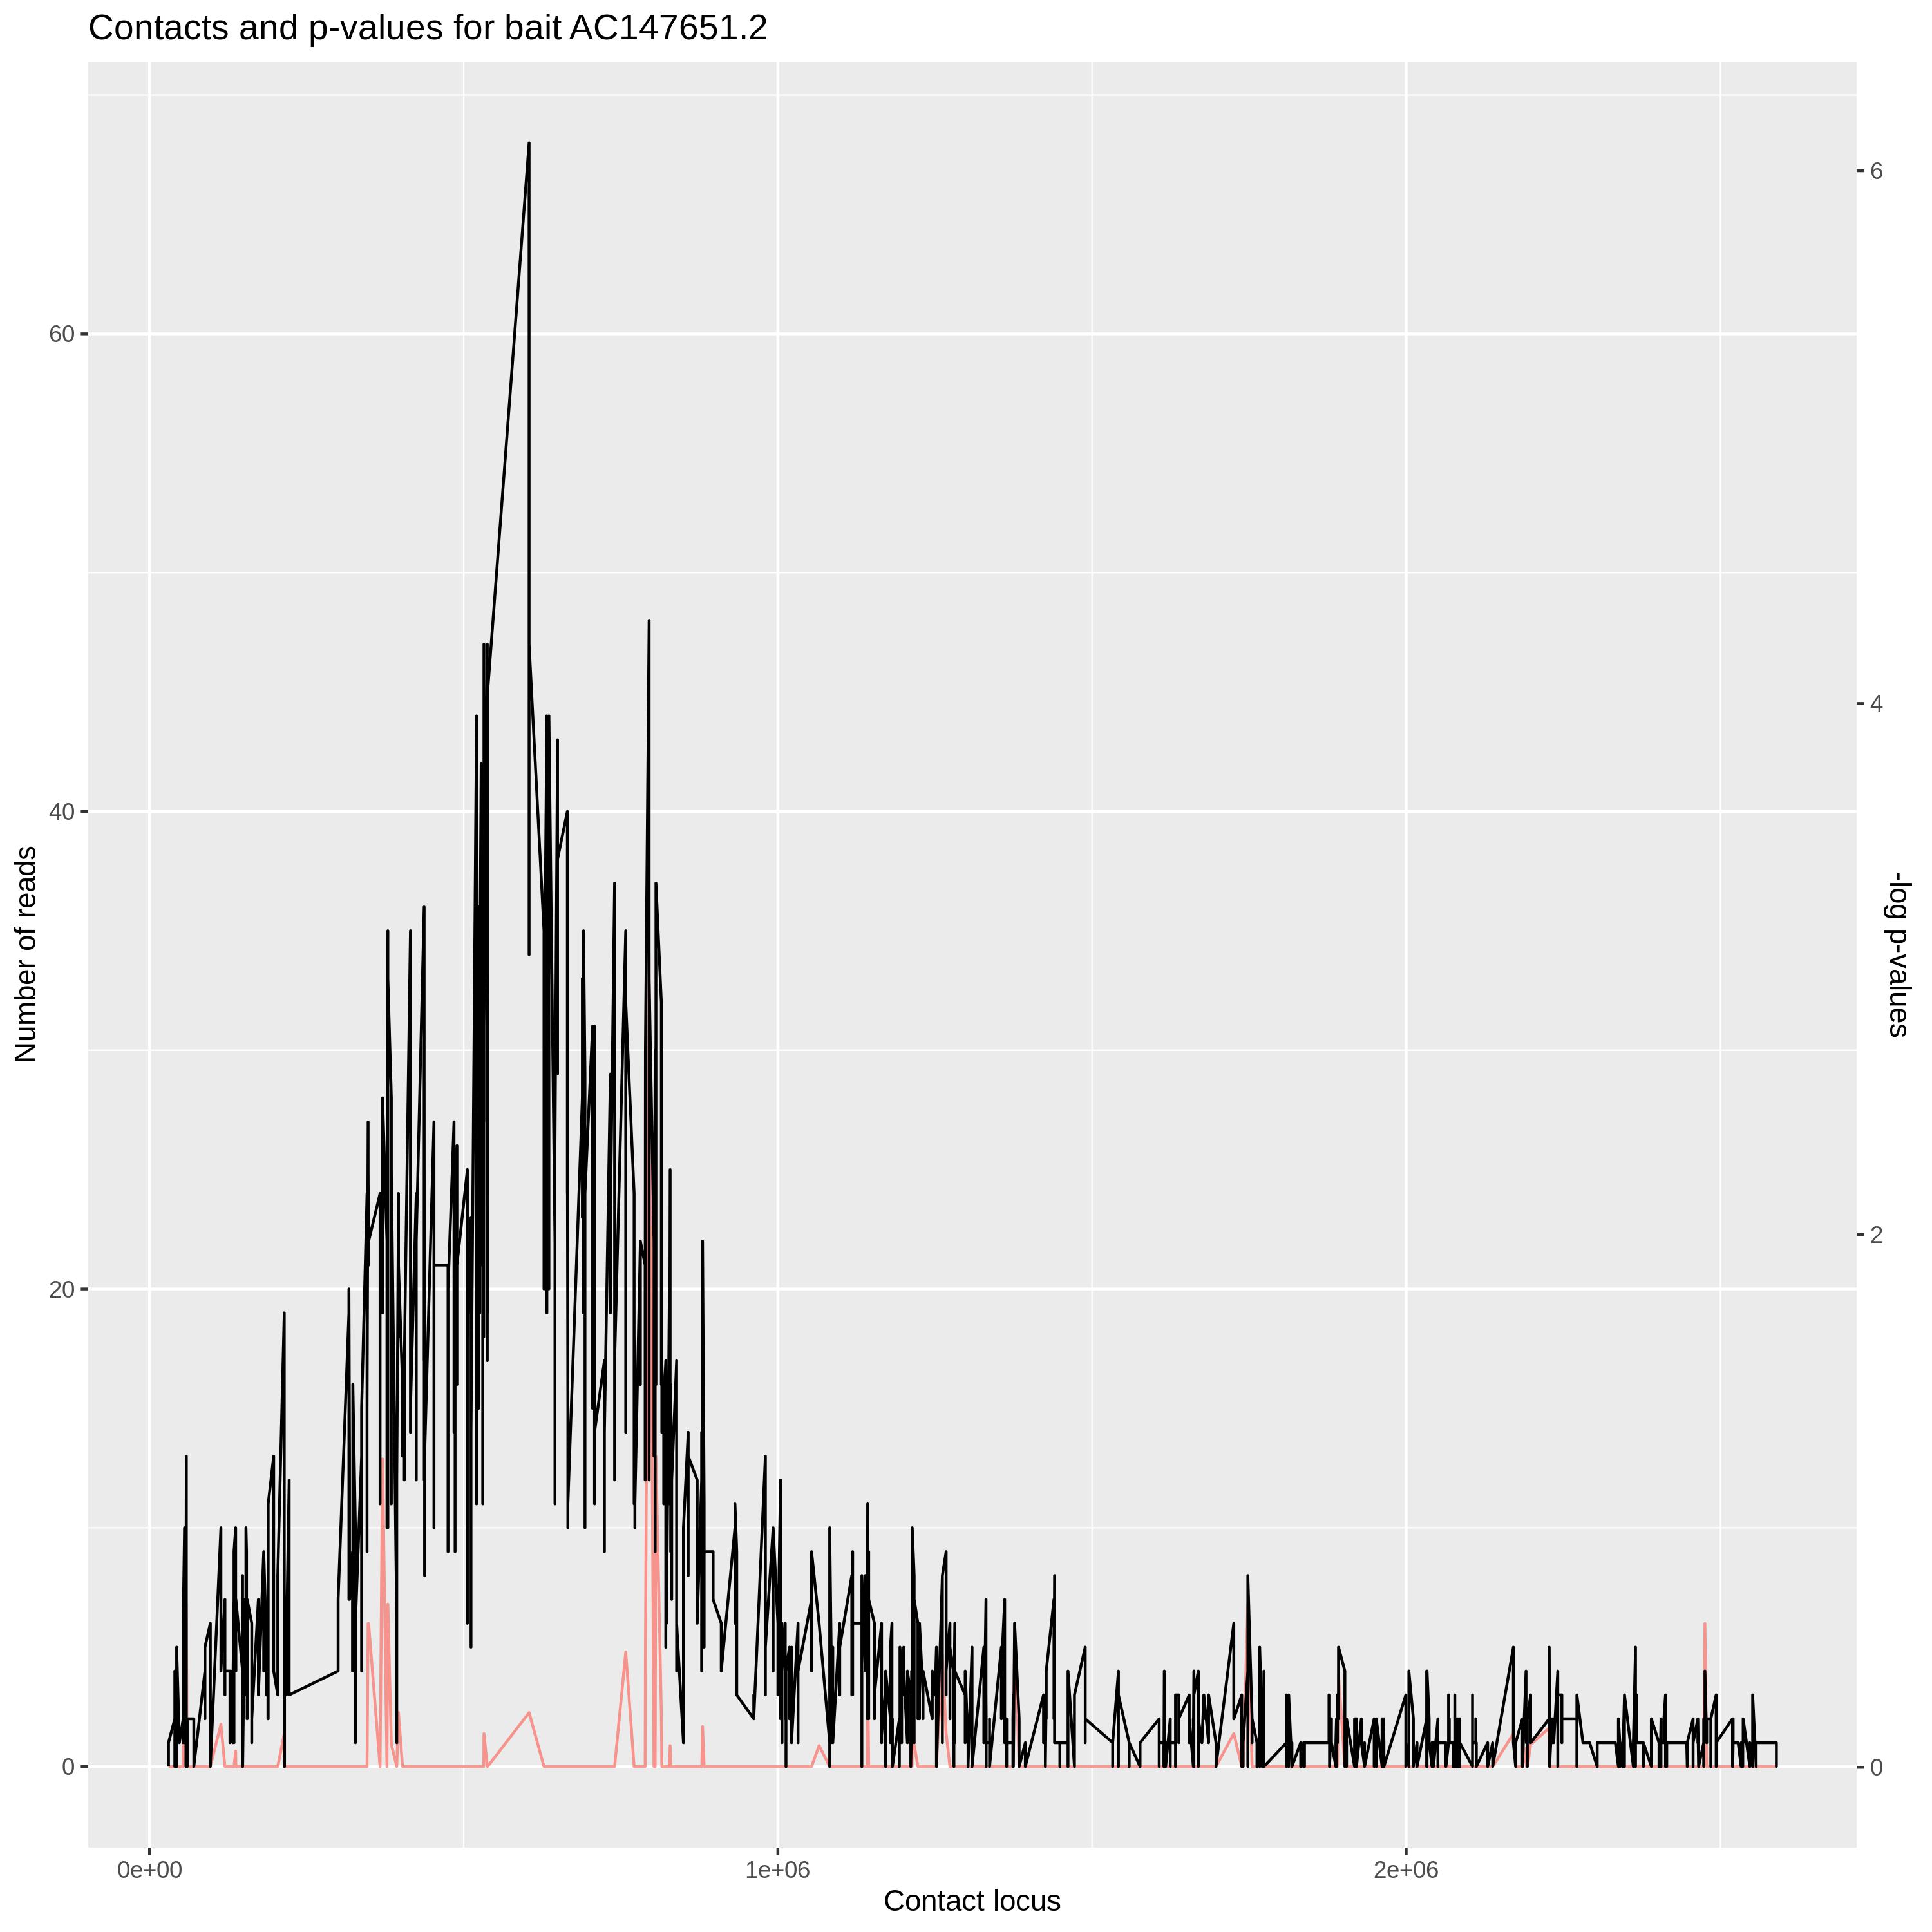 Contacts and p-values for bait AC147651.2
60
40
20
0
6
4
2
0
Number of reads
-log p-values
0e+00
1e+06
2e+06
Contact locus